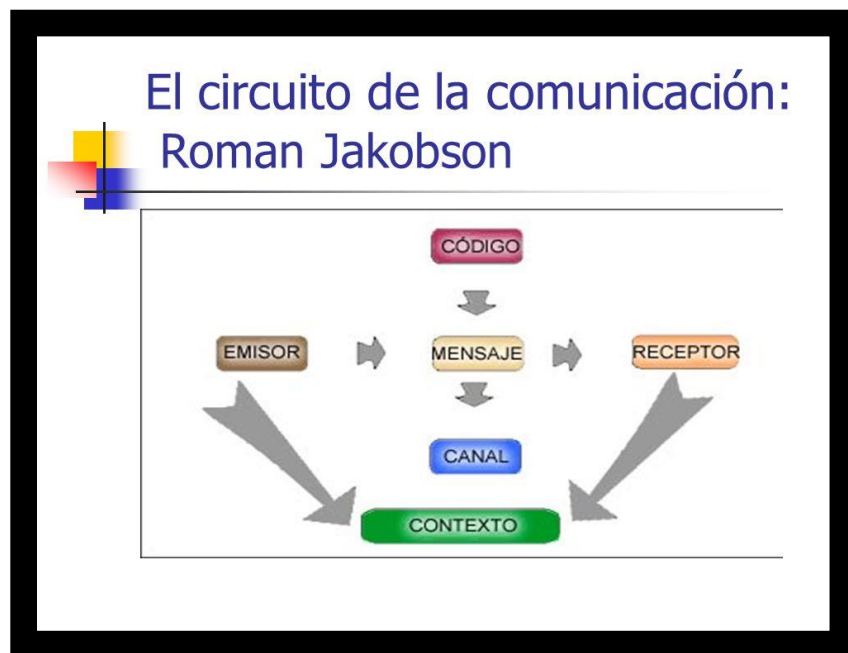 El circuito de la comunicación:
Roman Jakobson
CÓDIGO
EMISOR MENSAJE RECEPTOR
CANAL
CONTEXTO